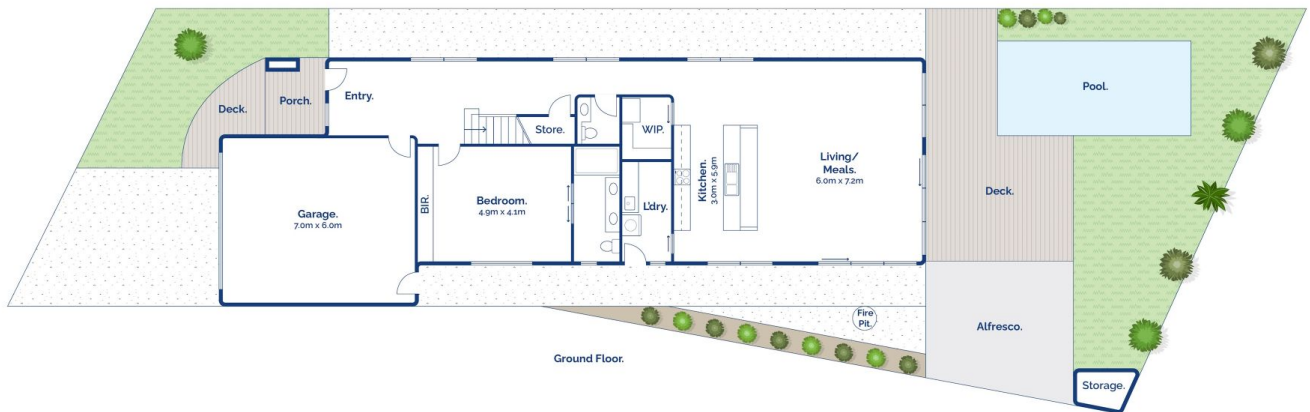 Deck.
Porch.
Entry.
Store.
WIP.
Kitchen.
3.0m x 5.9m
Living/
Meals.
6.0m x 7.2m
Deck.
Pool.
Garage.
7.0m x 6.0m
BIR.
Bedroom.
4.9m x 4.1m
L'dry.
Fire
Pit.
Alfresco.
Storage.
Ground Floor.